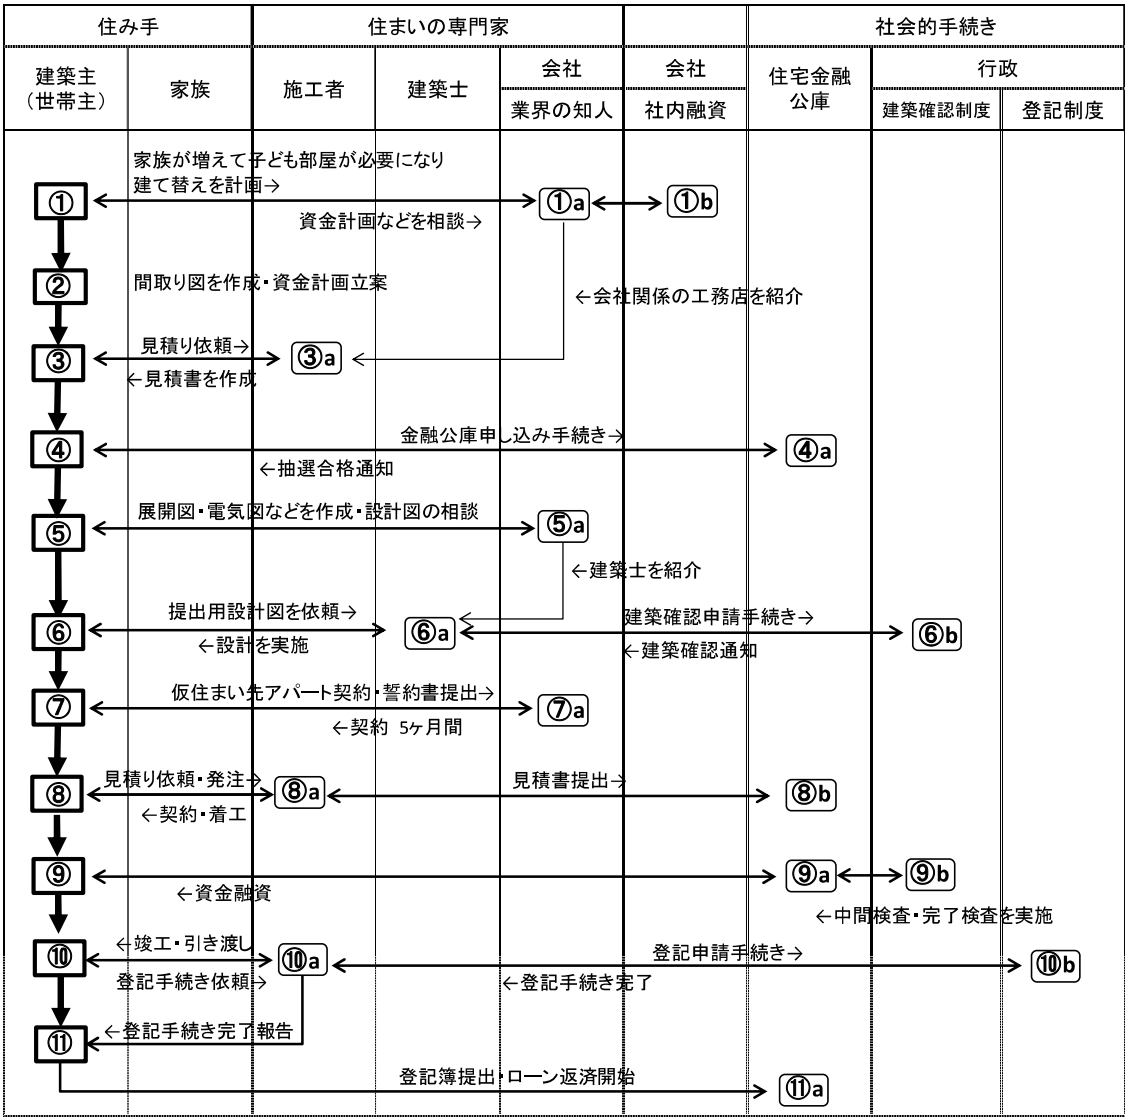 住み手
住まいの専門家
社会的手続き
建築主
（世帯主）
家族
施工者
建築士
会社
業界の知人
会社
社内融資
住宅金融
公庫
行政
建築確認制度
登記制度
家族が増えて子ども部屋が必要になり
建て替えを計画→
①
①a
①b
資金計画などを相談→
②
間取り図を作成・資金計画立案
←会社関係の工務店を紹介
見積り依頼→
③
③a
←見積書を作成
金融公庫申し込み手続き→
④
④a
←抽選合格通知
展開図・電気図などを作成・設計図の相談
⑤
⑤a
←建築士を紹介
提出用設計図を依頼→
建築確認申請手続き→
⑥
⑥a
⑥b
←設計を実施
←建築確認通知
仮住まい先アパート契約・誓約書提出→
⑦
⑦a
←契約 5ヶ月間
見積り依頼・発注→
見積書提出→
⑧
⑧a
⑧b
←契約・着工
⑨
⑨a
⑨b
←資金融資
←中間検査・完了検査を実施
←竣工・引き渡し
登記申請手続き→
⑩
⑩a
⑩b
登記手続き依頼→
←登記手続き完了
←登記手続き完了報告
⑪
登記簿提出・ローン返済開始
⑪a